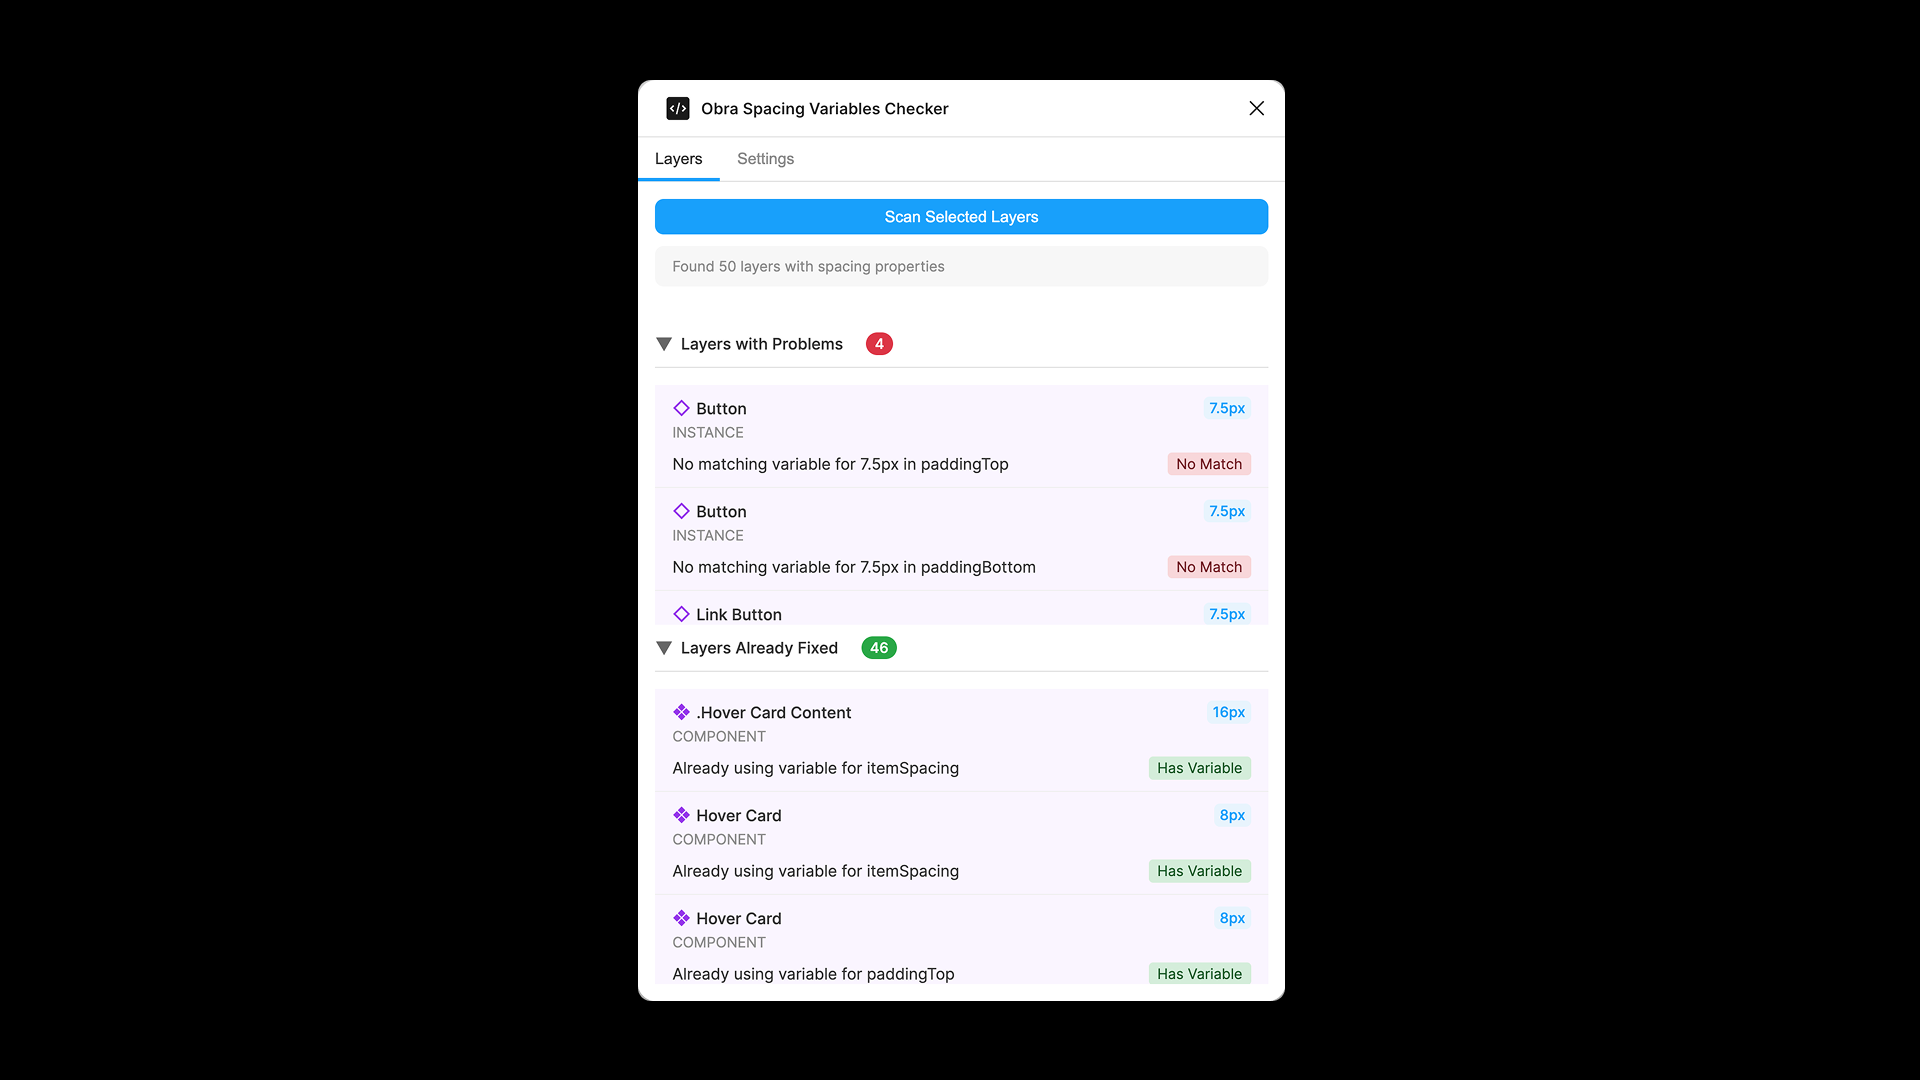 Obra Spacing Variables Checker
Layers Settings
Scan Selected Layers
Found 50 layers with spacing properties
Layers with Problems 4
Button 7.5px
INSTANCE
No matching variable for 7.5px in paddingTop No Match
Button 7.5px
INSTANCE
No matching variable for 7.5px in paddingBottom No Match
Link Button 7.5px
Layers Already Fixed 46
.Hover Card Content 16px
COMPONENT
Already using variable for itemSpacing Has Variable
Hover Card 8px
COMPONENT
Already using variable for itemSpacing Has Variable
Hover Card 8px
COMPONENT
Already using variable for paddingTop Has Variable